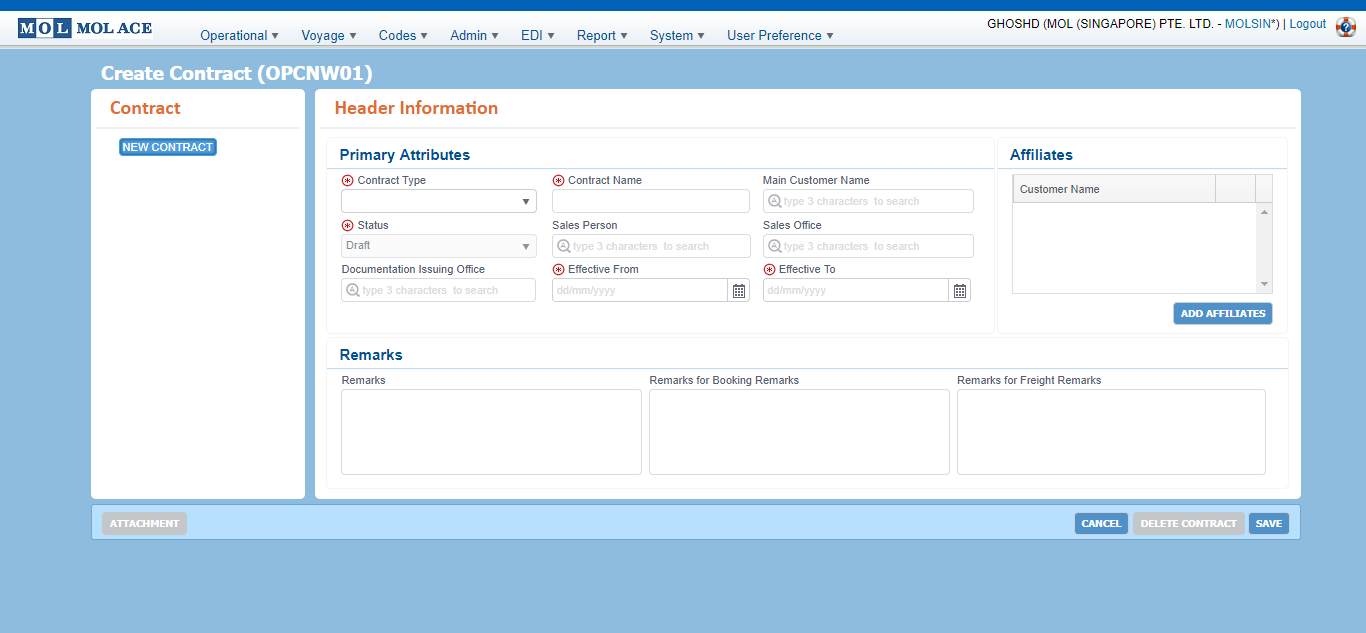 GHOSHD (MOL (SINGAPORE) PTE. LTD. - MOLSIN*) | Logout
MOL MOL ACE
Operational Voyage Codes Admin EDI Report System User Preference
Create Contract (OPCNW01)
Contract
NEW CONTRACT
Header Information
Primary Attributes
Contract Type Contract Name Main Customer Name
type 3 characters to search
Status Sales Person Sales Office
Draft type 3 characters to search type 3 characters to search
Documentation Issuing Office Effective From Effective To
type 3 characters to search dd/mm/yyyy dd/mm/yyyy
Affiliates
Customer Name
ADD AFFILIATES
Remarks
Remarks Remarks for Booking Remarks Remarks for Freight Remarks
ATTACHMENT CANCEL DELETE CONTRACT SAVE